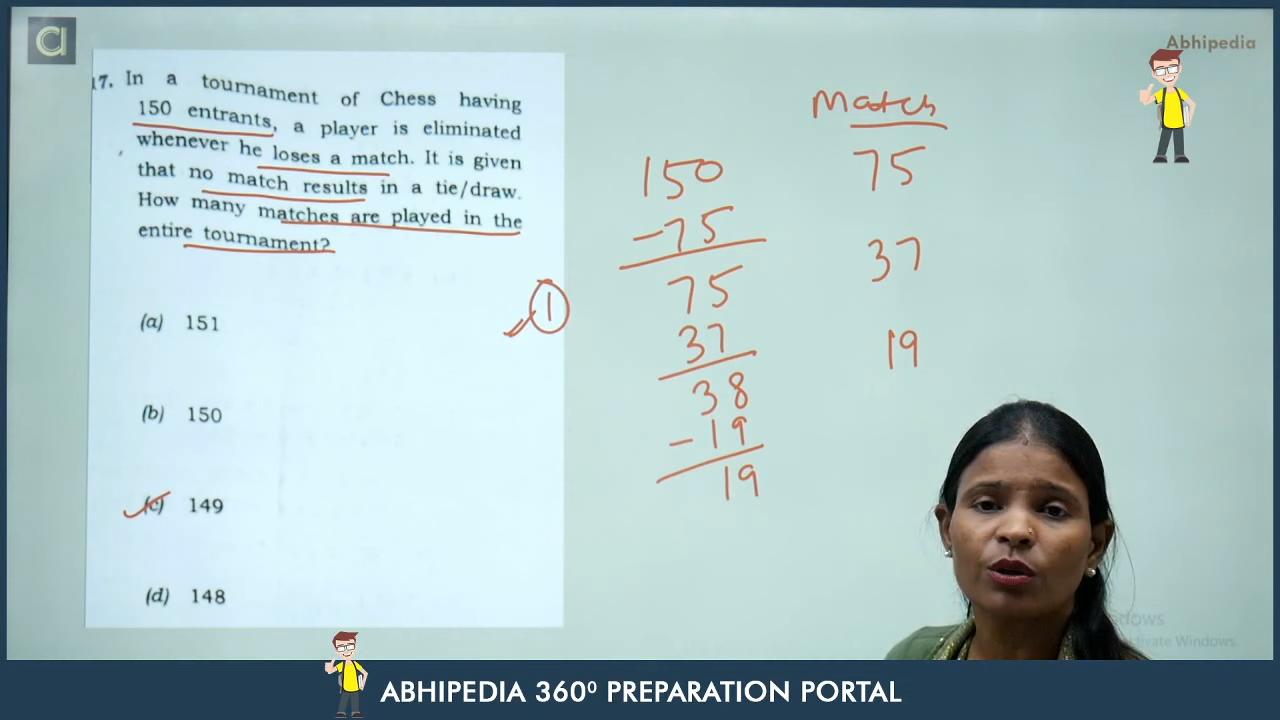 Abhipedia
17. In a tournament of Chess having
150 entrants, a player is eliminated
whenever he loses a match. It is given
that no match results in a tie/draw.
How many matches are played in the
entire tournament?
(a) 151
(b) 150
(c) 149
(d) 148
1
150
-75
75
37
38
-19
19
Match
75
37
19
ABHIPEDIA 360⁰ PREPARATION PORTAL